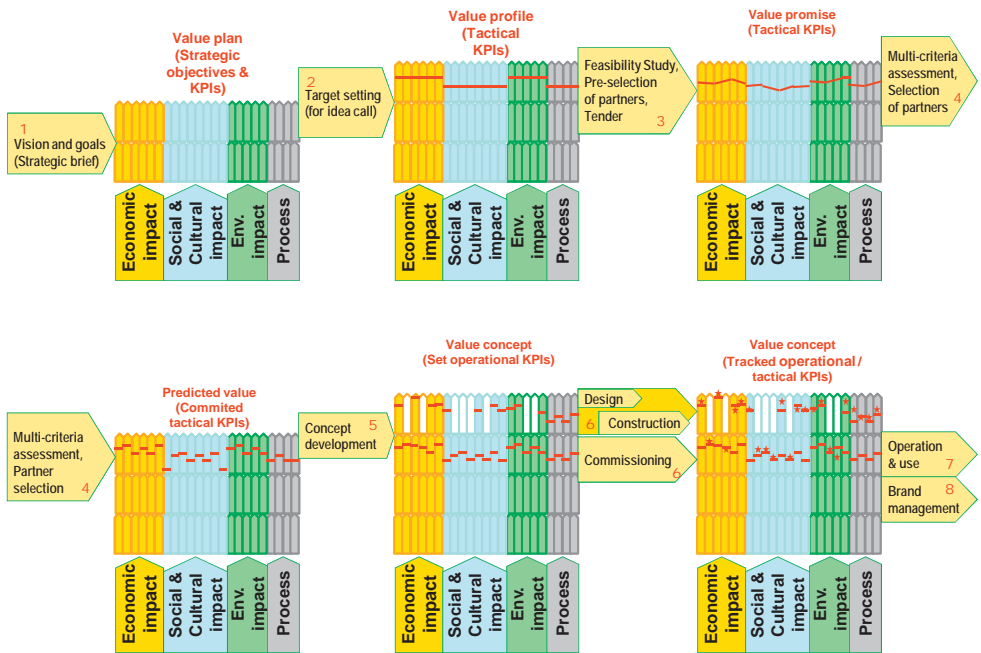 Value plan
(Strategic
objectives &
KPIs)
Value profile
(Tactical
KPIs)
Value promise
(Tactical KPIs)
1
Vision and goals
(Strategic brief)
2
Target setting
(for idea call)
Feasibility Study,
Pre-selection
of partners,
Tender
3
Multi-criteria
assessment,
Selection
of partners
4
Economic
impact
Social &
Cultural
impact
Env.
impact
Process
Economic
impact
Social &
Cultural
impact
Env.
impact
Process
Economic
impact
Social &
Cultural
impact
Env.
impact
Process
Predicted value
(Commited
tactical KPIs)
Value concept
(Set operational KPIs)
Value concept
(Tracked operational /
tactical KPIs)
Multi-criteria
assessment,
Partner
selection
4
5
Concept
development
Design
6
Construction
Commissioning
6
Operation
& use
7
Brand
management
8
Economic
impact
Social &
Cultural
impact
Env.
impact
Process
Economic
impact
Social &
Cultural
impact
Env.
impact
Process
Economic
impact
Social &
Cultural
impact
Env.
impact
Process